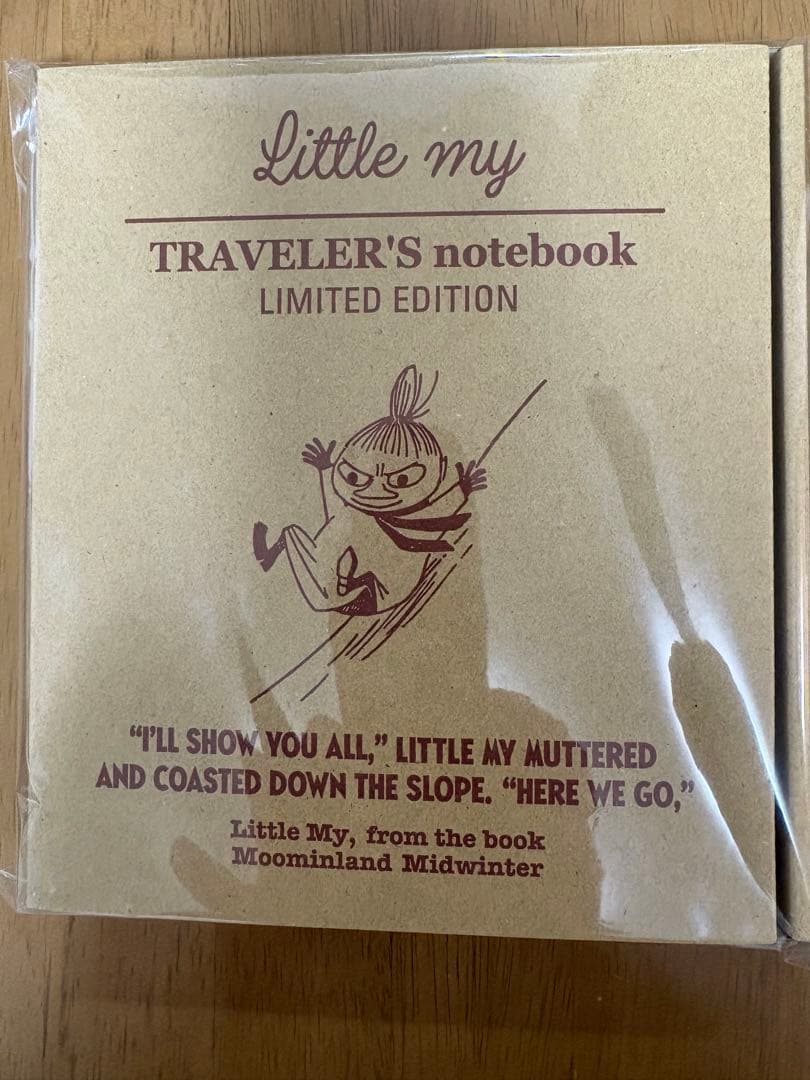 Little my
TRAVELER'S notebook
LIMITED EDITION
“I'LL SHOW YOU ALL,” LITTLE MY MUTTERED
AND COASTED DOWN THE SLOPE. “HERE WE GO,”
Little My, from the book
Moominland Midwinter